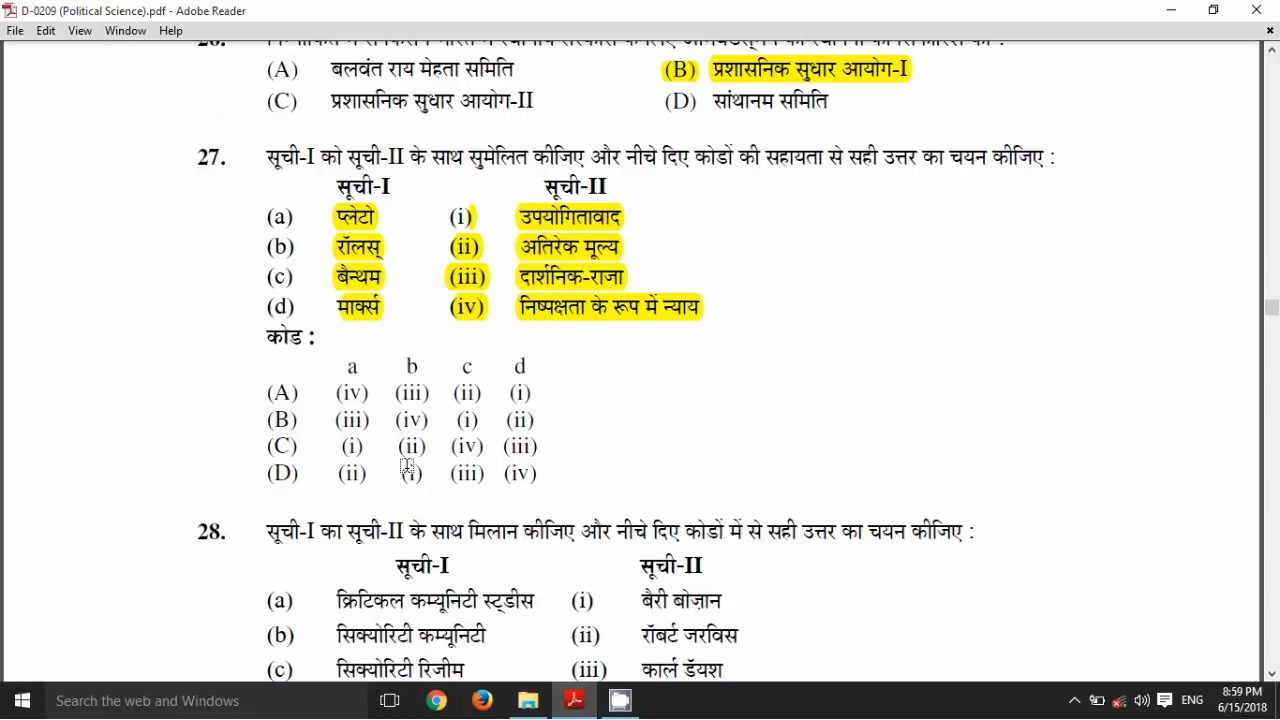 D-0209 (Political Science).pdf - Adobe Reader
File Edit View Window Help
(A) बलवंत राय मेहता समिति (B) प्रशासनिक सुधार आयोग-I
(C) प्रशासनिक सुधार आयोग-II (D) सांथानम समिति
27. सूची-I को सूची-II के साथ सुमेलित कीजिए और नीचे दिए कोडों की सहायता से सही उत्तर का चयन कीजिए :
सूची-I सूची-II
(a) प्लेटो (i) उपयोगितावाद
(b) रॉलस् (ii) अतिरेक मूल्य
(c) बैन्थम (iii) दार्शनिक-राजा
(d) मार्क्स (iv) निष्पक्षता के रूप में न्याय
कोड :
a b c d
(A) (iv) (iii) (ii) (i)
(B) (iii) (iv) (i) (ii)
(C) (i) (ii) (iv) (iii)
(D) (ii) (i) (iii) (iv)
28. सूची-I का सूची-II के साथ मिलान कीजिए और नीचे दिए कोडों में से सही उत्तर का चयन कीजिए :
सूची-I सूची-II
(a) क्रिटिकल कम्यूनिटी स्ट्डीस (i) बैरी बोज़ान
(b) सिक्योरिटी कम्यूनिटी (ii) रॉबर्ट जरविस
(c) सिक्योरिटी रिजीम (iii) कार्ल डॅयश
Search the web and Windows
ENG 8:59 PM
6/15/2018